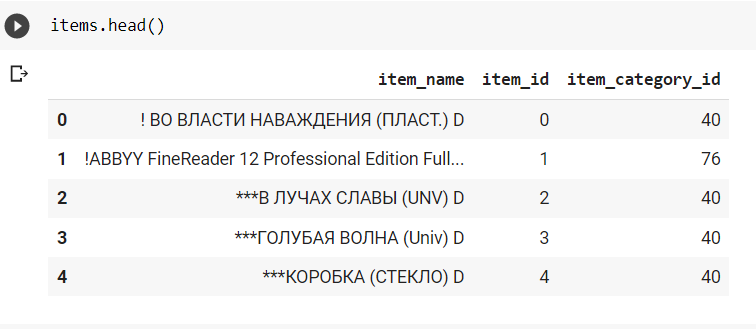 items.head()
item_name item_id item_category_id
0 ! ВО ВЛАСТИ НАВАЖДЕНИЯ (ПЛАСТ.) D 0 40
1 !ABBYY FineReader 12 Professional Edition Full... 1 76
2 ***В ЛУЧАХ СЛАВЫ (UNV) D 2 40
3 ***ГОЛУБАЯ ВОЛНА (Univ) D 3 40
4 ***КОРОБКА (СТЕКЛО) D 4 40